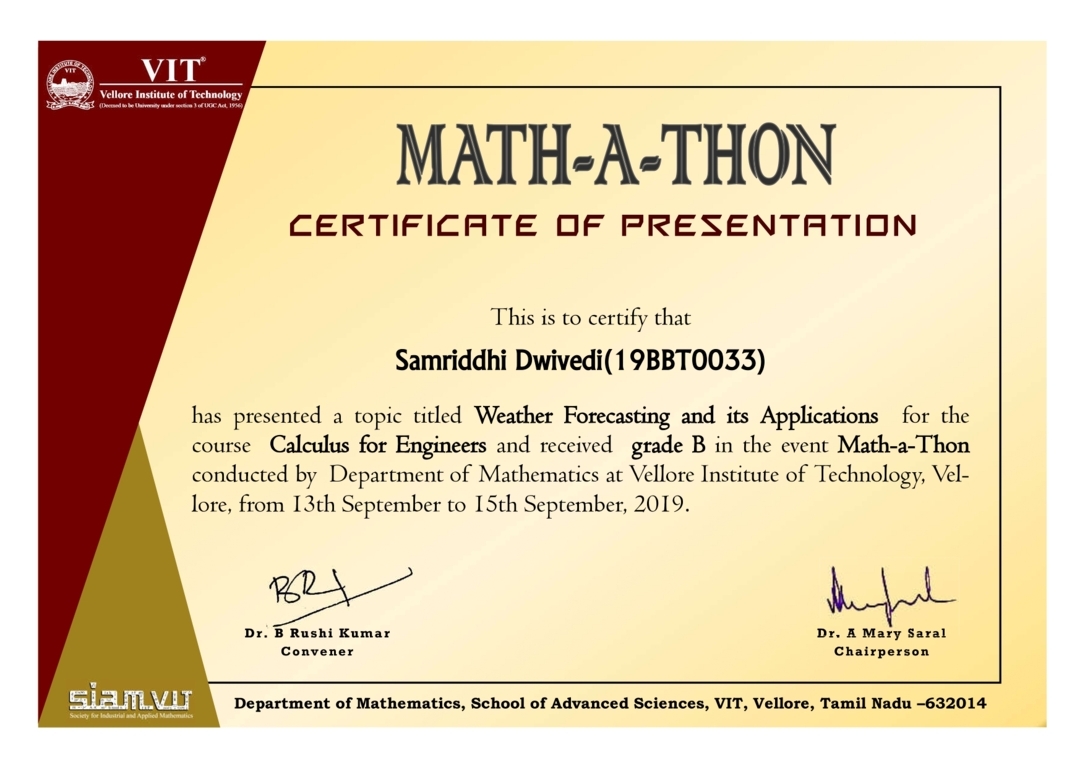 VIT®
Vellore Institute of Technology
(Deemed to be University under section 3 of UGC Act, 1956)
MATH-A-THON
CERTIFICATE OF PRESENTATION
This is to certify that
Samriddhi Dwivedi(19BBT0033)
has presented a topic titled Weather Forecasting and its Applications for the
course Calculus for Engineers and received grade B in the event Math-a-Thon
conducted by Department of Mathematics at Vellore Institute of Technology, Vel-
lore, from 13th September to 15th September, 2019.
Dr. B Rushi Kumar
Convener
Dr. A Mary Saral
Chairperson
siam.vit
Society for Industrial and Applied Mathematics
Department of Mathematics, School of Advanced Sciences, VIT, Vellore, Tamil Nadu –632014